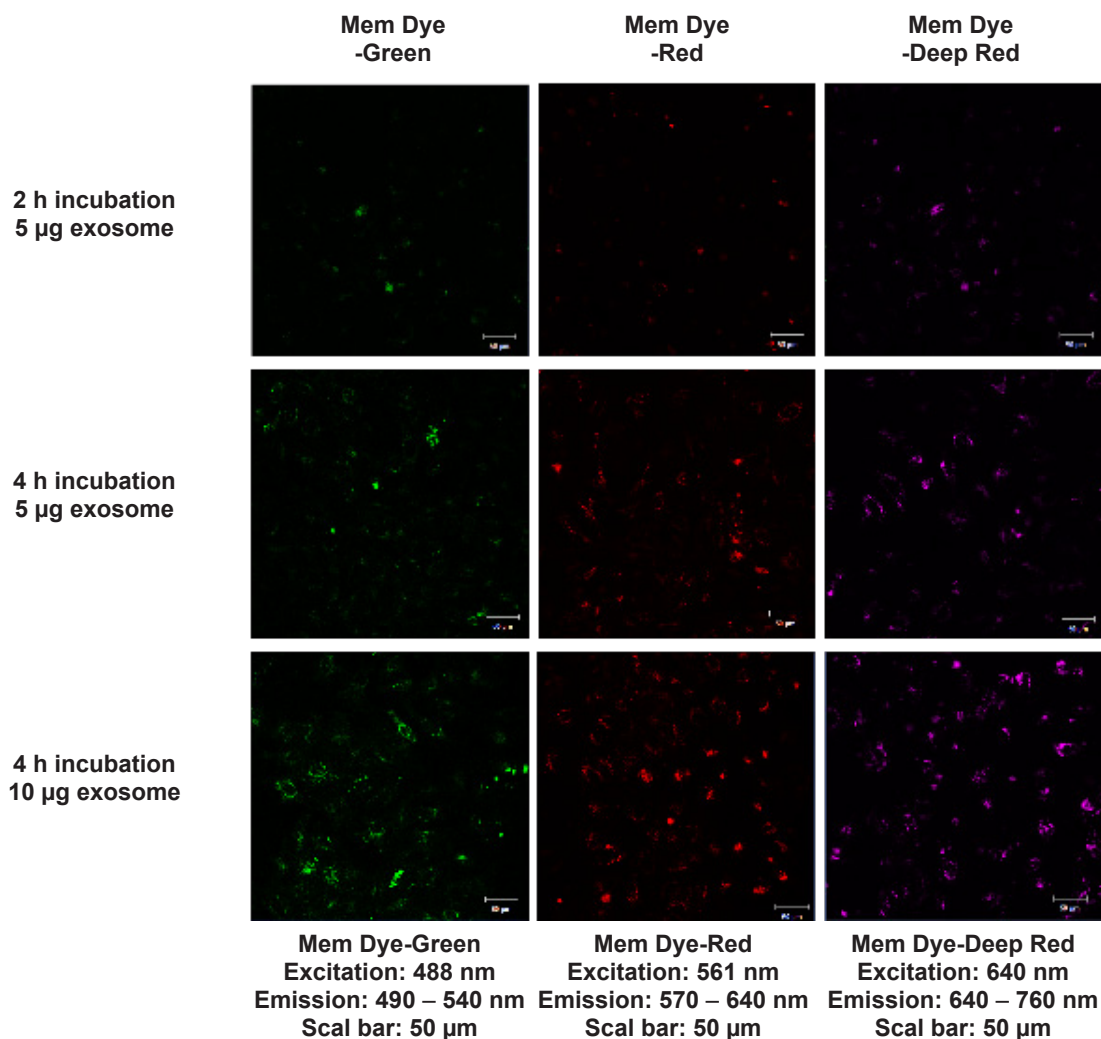 Mem Dye
-Green
Mem Dye
-Red
Mem Dye
-Deep Red
2 h incubation
5 µg exosome
4 h incubation
5 µg exosome
4 h incubation
10 µg exosome
Mem Dye-Green
Excitation: 488 nm
Emission: 490 – 540 nm
Scal bar: 50 µm
Mem Dye-Red
Excitation: 561 nm
Emission: 570 – 640 nm
Scal bar: 50 µm
Mem Dye-Deep Red
Excitation: 640 nm
Emission: 640 – 760 nm
Scal bar: 50 µm